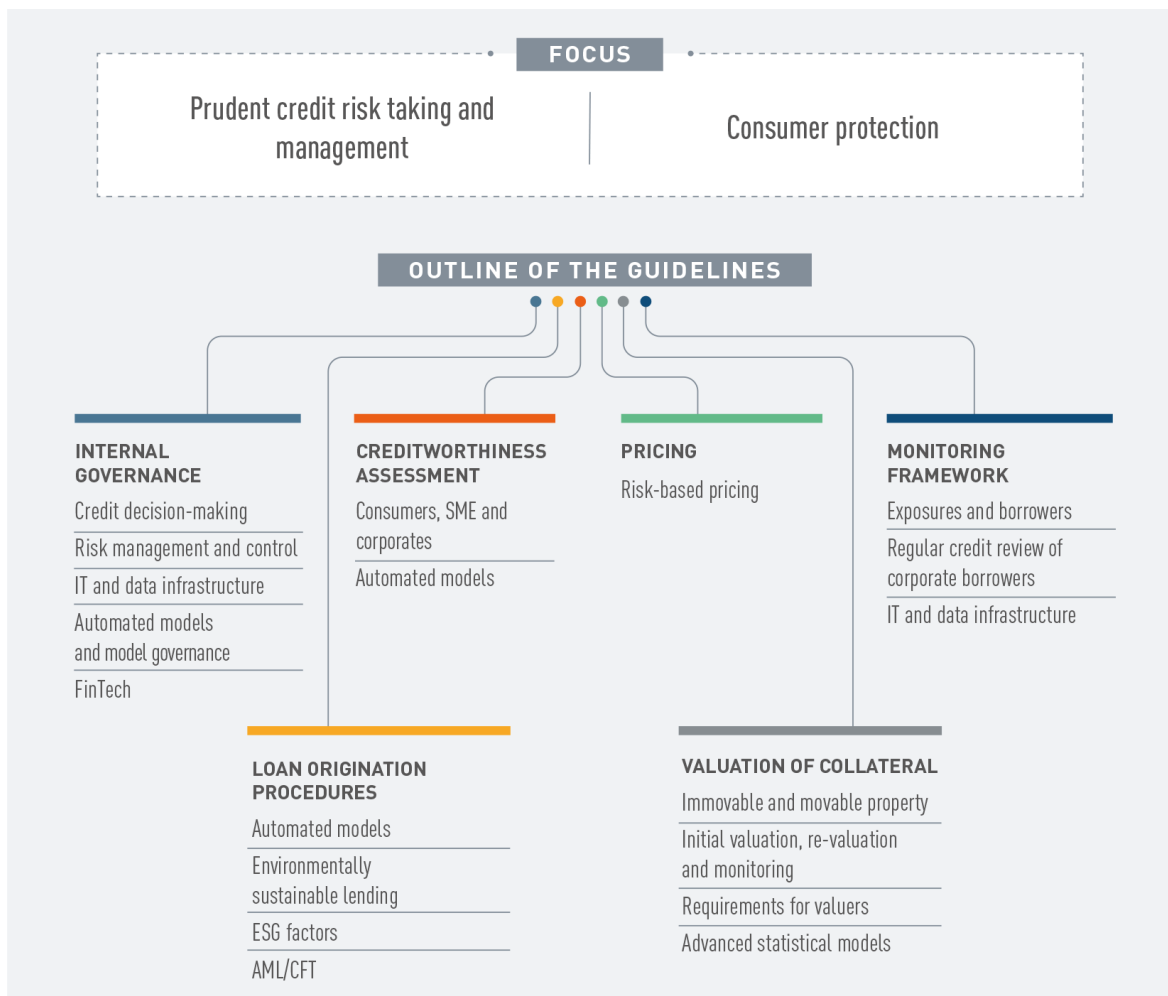 FOCUS
Prudent credit risk taking and
management
Consumer protection
OUTLINE OF THE GUIDELINES
INTERNAL
GOVERNANCE
Credit decision-making
Risk management and control
IT and data infrastructure
Automated models
and model governance
FinTech
CREDITWORTHINESS
ASSESSMENT
Consumers, SME and
corporates
Automated models
PRICING
Risk-based pricing
MONITORING
FRAMEWORK
Exposures and borrowers
Regular credit review of
corporate borrowers
IT and data infrastructure
LOAN ORIGINATION
PROCEDURES
Automated models
Environmentally
sustainable lending
ESG factors
AML/CFT
VALUATION OF COLLATERAL
Immovable and movable property
Initial valuation, re-valuation
and monitoring
Requirements for valuers
Advanced statistical models